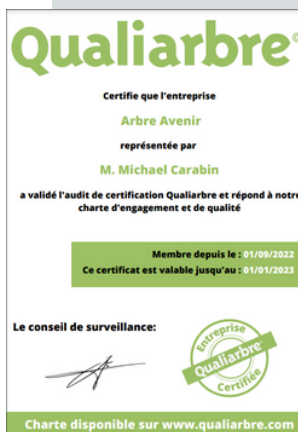 Qualiarbre®
Certifie que l'entreprise
Arbre Avenir
représentée par
M. Michael Carabin
a validé l'audit de certification Qualiarbre et répond à notre
charte d'engagement et de qualité
Membre depuis le : 01/09/2022
Ce certificat est valable jusqu'au : 01/01/2023
Le conseil de surveillance:
Entreprise
Qualiarbre
Certifiée
Charte disponible sur www.qualiarbre.com